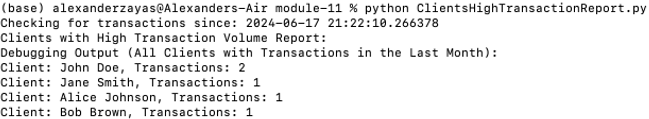 (base) alexanderzayas@Alexanders-Air module-11 % python ClientsHighTransactionReport.py
Checking for transactions since: 2024-06-17 21:22:10.266378
Clients with High Transaction Volume Report:
Debugging Output (All Clients with Transactions in the Last Month):
Client: John Doe, Transactions: 2
Client: Jane Smith, Transactions: 1
Client: Alice Johnson, Transactions: 1
Client: Bob Brown, Transactions: 1